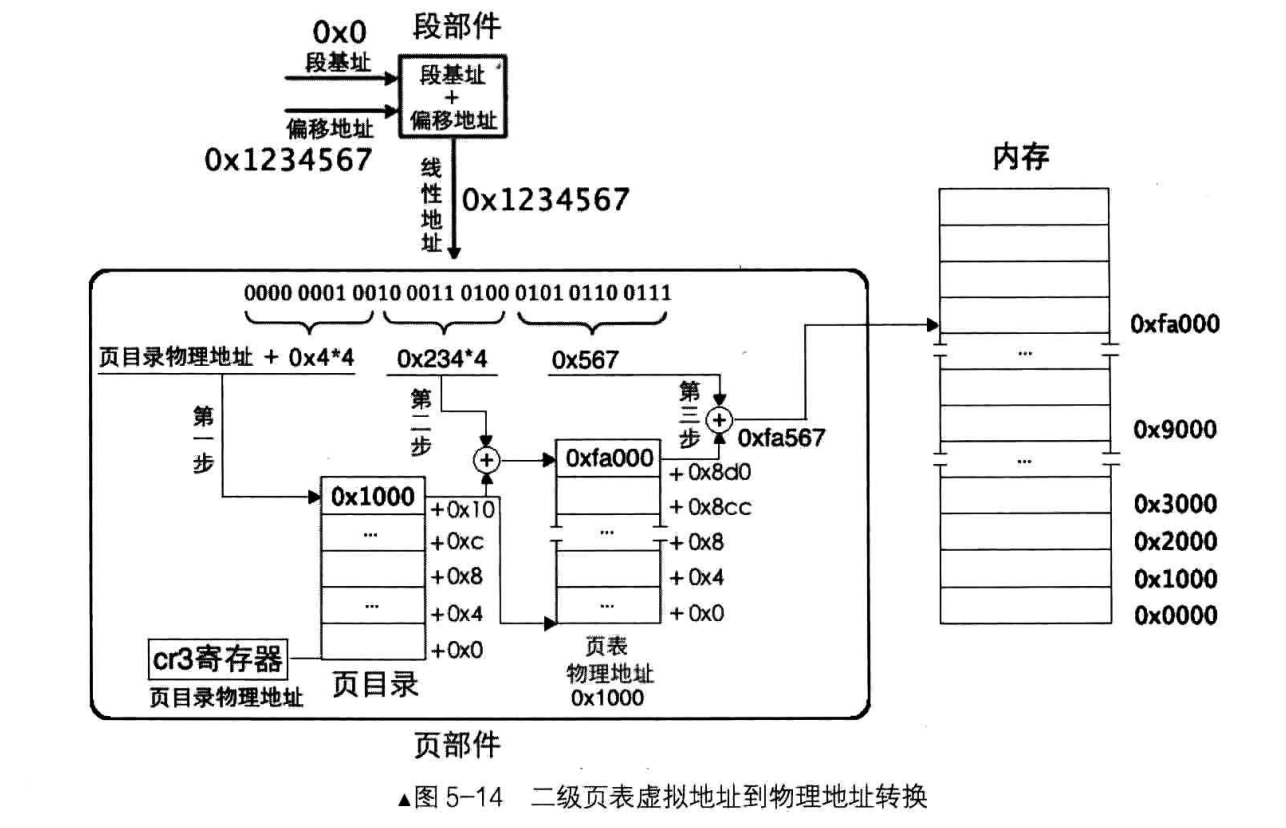 0x0
段部件
段基址
段基址
+
偏移地址
偏移地址
0x1234567
线性地址
0x1234567
内存
0000 0001 0010 0011 0100 0101 0110 0111
页目录物理地址 + 0x4*4
0x234*4
0x567
第一步
第二步
第三步
+
+
0xfa567
0x1000
...
...
+0x10
+0xc
+0x8
+0x4
+0x0
0xfa000
...
...
+0x8d0
+0x8cc
+0x8
+0x4
+0x0
cr3寄存器
页目录物理地址
页目录
页表
物理地址
0x1000
页部件
...
...
0xfa000
0x9000
0x3000
0x2000
0x1000
0x0000
▲图 5-14 二级页表虚拟地址到物理地址转换